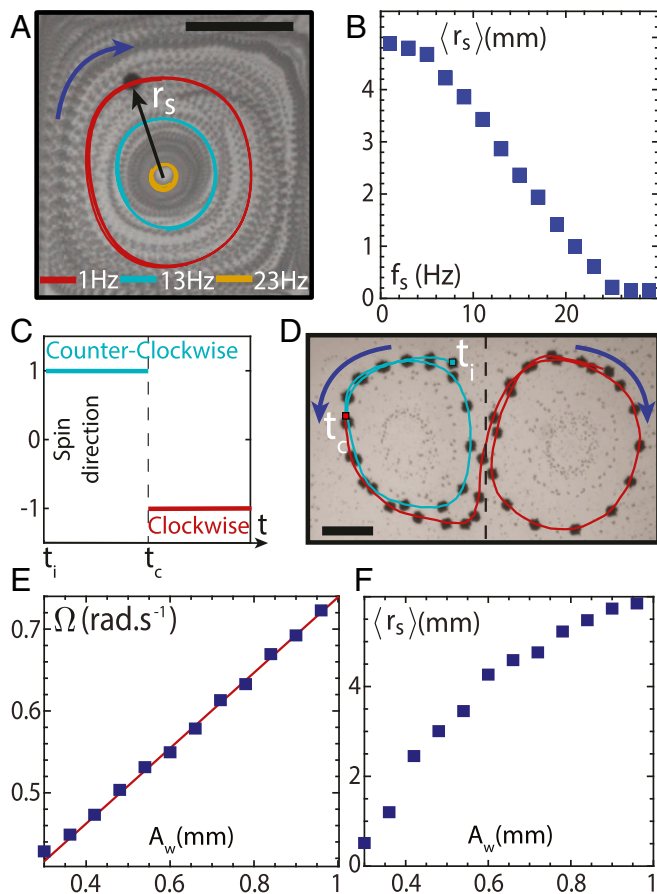 A
r_s
1Hz 13Hz 23Hz
B
⟨r_s⟩(mm)
5
4
3
2
1
0
f_s (Hz)
0 20
C
Counter-Clockwise
1
0
-1
Spin
direction
Clockwise
t
t_i t_c
D
t_i
t_c
E
Ω(rad.s⁻¹)
0.7
0.6
0.5
A_w(mm)
0.4 0.6 0.8 1
F
⟨r_s⟩(mm)
4
2
0
A_w(mm)
0.4 0.6 0.8 1